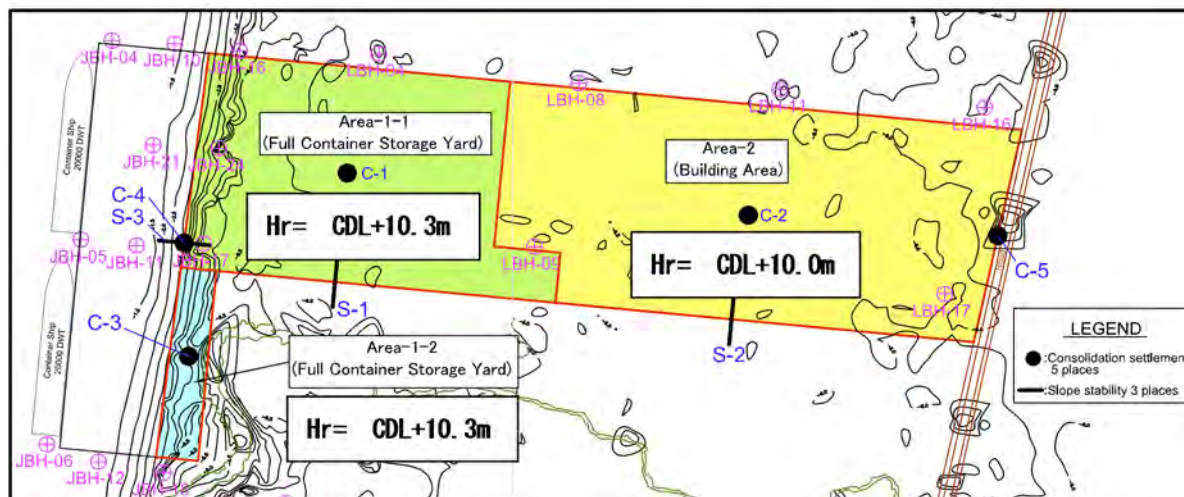 JBH-04
JBH-10
JBH-16
LBH-04
LBH-08
LBH-11
LBH-16
Area-1-1
(Full Container Storage Yard)
Area-2
(Building Area)
Container Ship
20000 DWT
JBH-21
C-1
C-4
S-3
C-2
Hr= CDL+10.3m
Hr= CDL+10.0m
JBH-05
JBH-11
LBH-09
C-5
LBH-17
S-1
S-2
C-3
Area-1-2
(Full Container Storage Yard)
Container Ship
20000 DWT
Hr= CDL+10.3m
LEGEND
:Consolidation settlement
5 places
:Slope stability 3 places
JBH-06
JBH-12